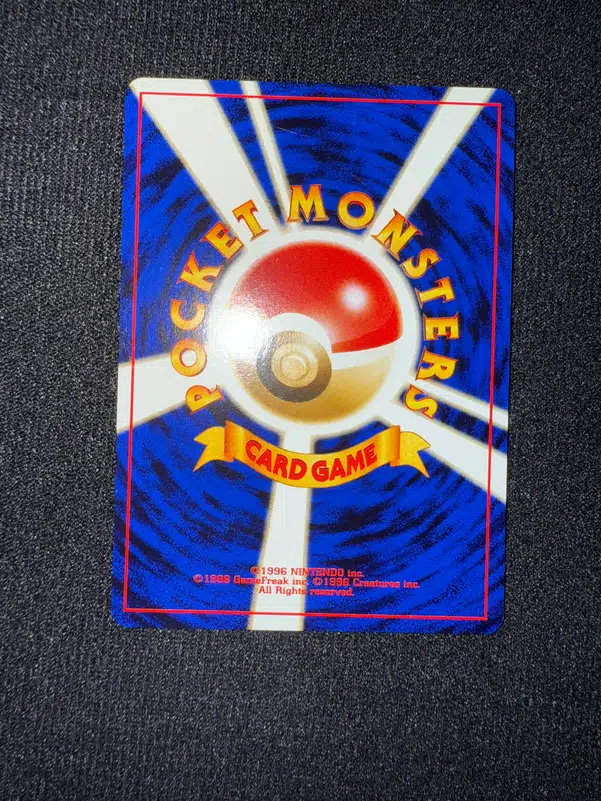 POCKET MONSTERS
CARD GAME
©1996 NINTENDO inc.
©1996 GameFreak inc. ©1996 Creatures inc.
All Rights reserved.